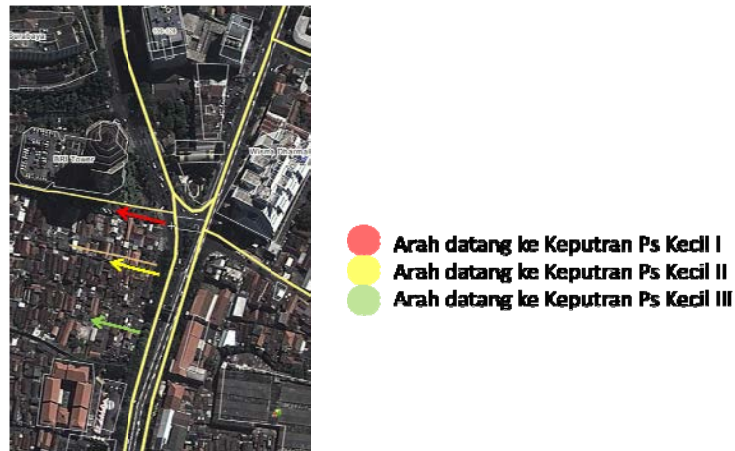 BRI Tower
Wisma Dharmala
Arah datang ke Keputran Ps Kecil I
Arah datang ke Keputran Ps Kecil II
Arah datang ke Keputran Ps Kecil III